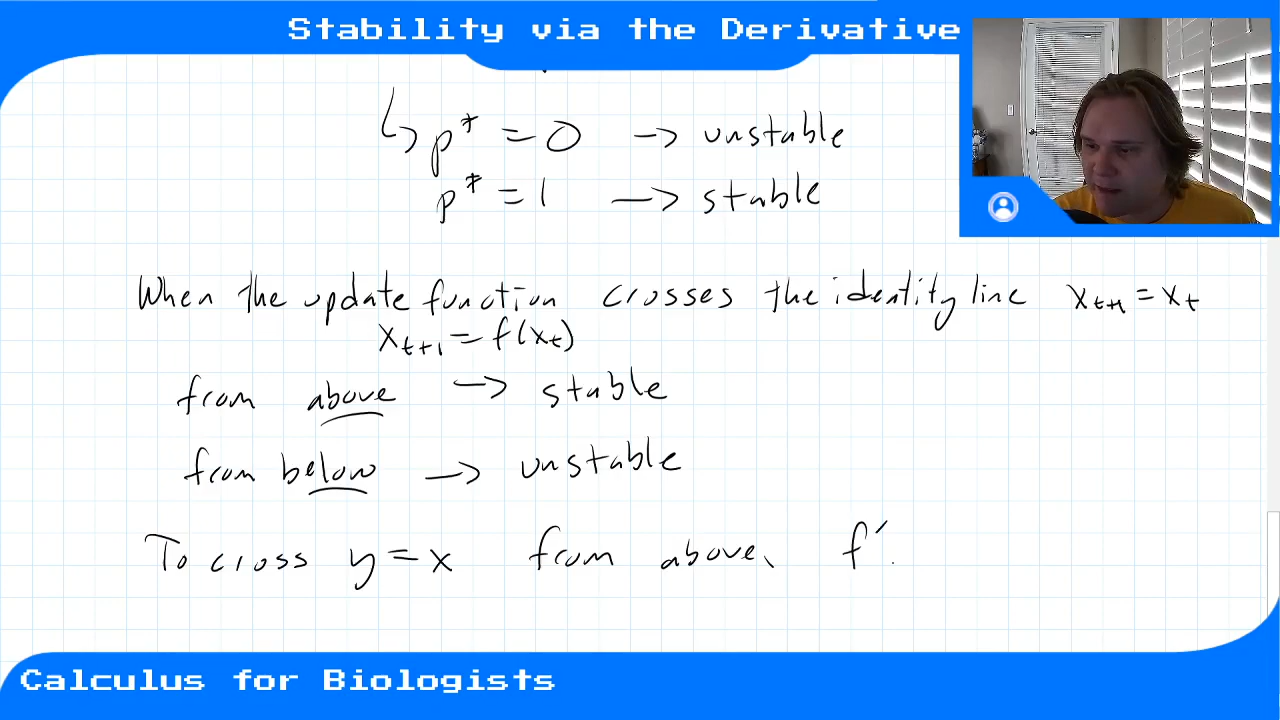 Stability via the Derivative
p* = 0 → unstable
p* = 1 → stable
When the update function crosses the identity line x_{t+1} = x_t
x_{t+1} = f(x_t)
from above → stable
from below → unstable
To cross y = x from above, f'
Calculus for Biologists